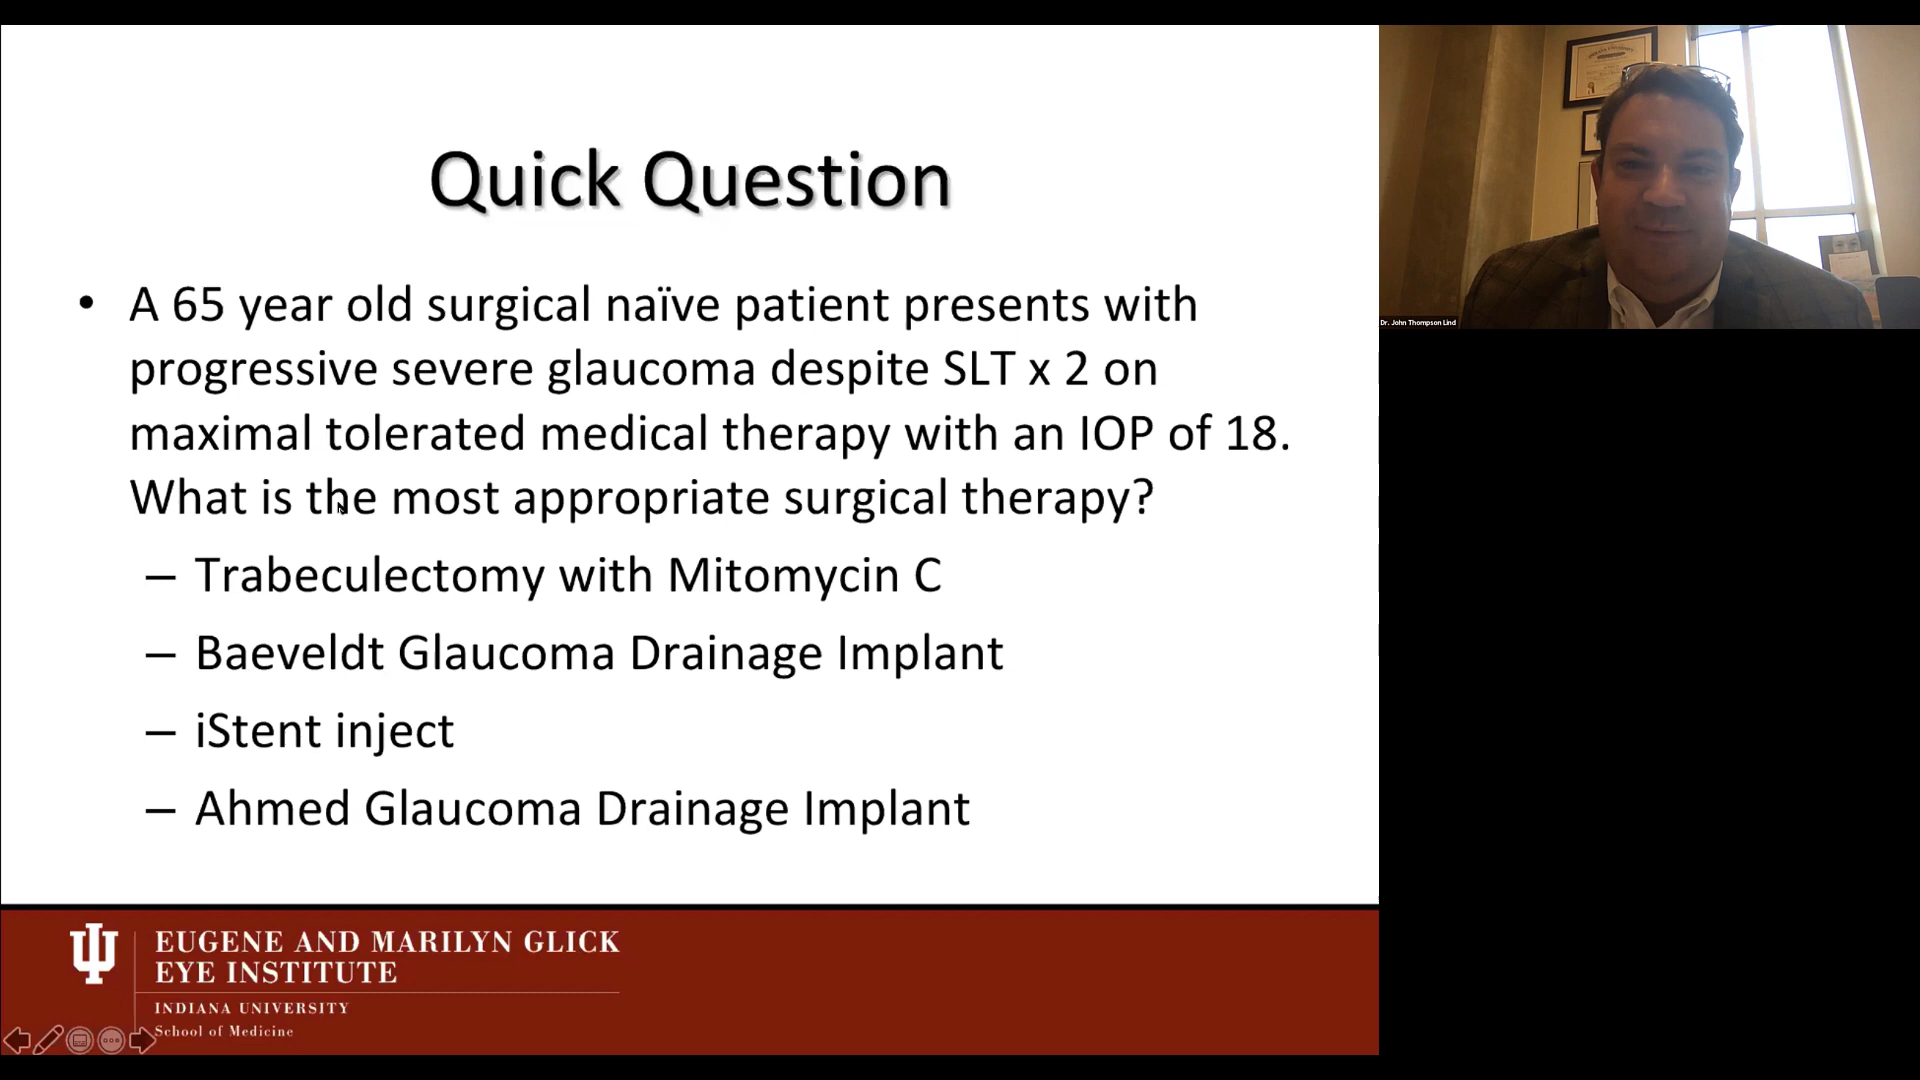 Quick Question
• A 65 year old surgical naïve patient presents with
progressive severe glaucoma despite SLT x 2 on
maximal tolerated medical therapy with an IOP of 18.
What is the most appropriate surgical therapy?
– Trabeculectomy with Mitomycin C
– Baeveldt Glaucoma Drainage Implant
– iStent inject
– Ahmed Glaucoma Drainage Implant
EUGENE AND MARILYN GLICK
EYE INSTITUTE
INDIANA UNIVERSITY
School of Medicine
Dr. John Thompson Lind